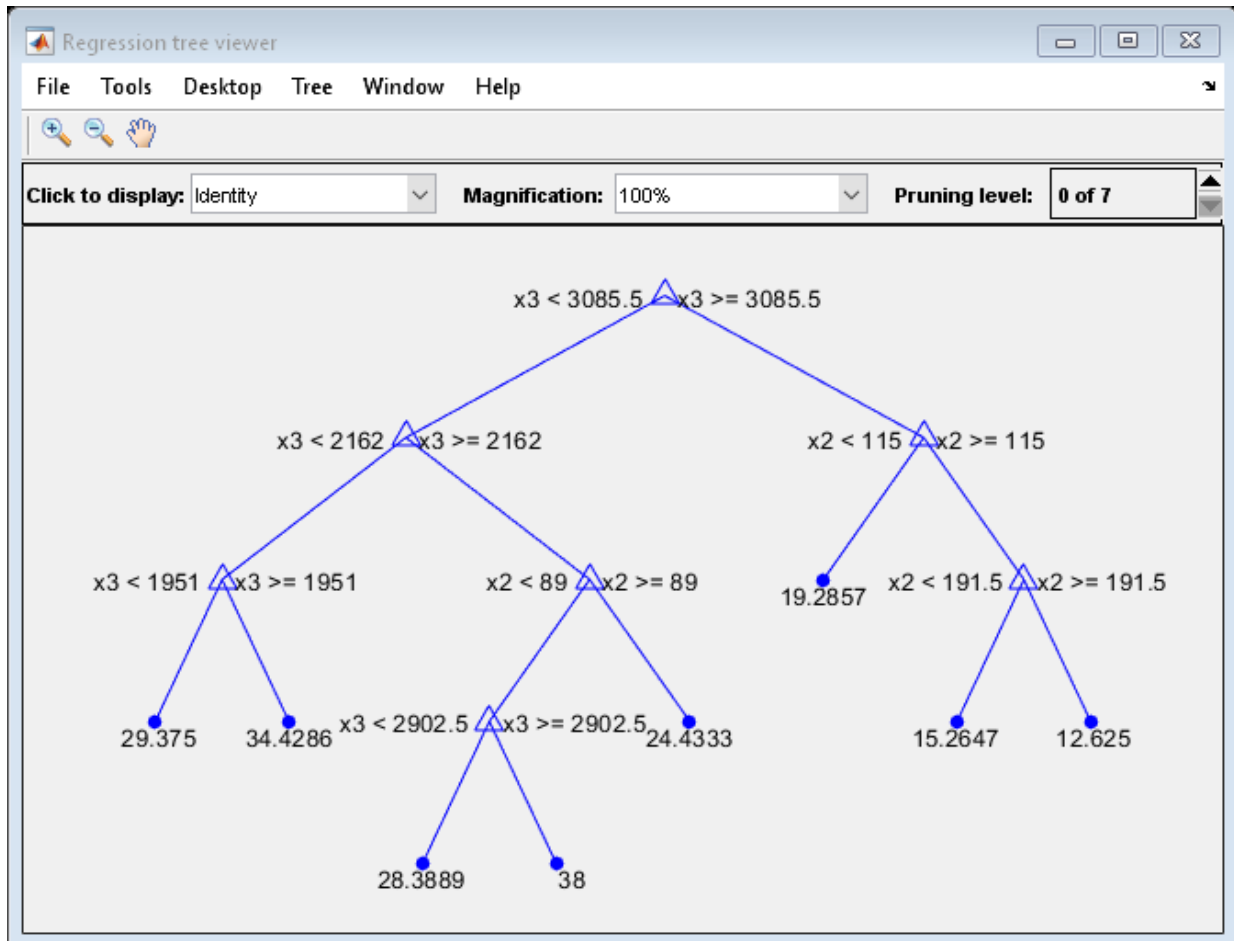 Regression tree viewer
File Tools Desktop Tree Window Help
Click to display: Identity Magnification: 100% Pruning level: 0 of 7
x3 < 3085.5 x3 >= 3085.5
x3 < 2162 x3 >= 2162 x2 < 115 x2 >= 115
x3 < 1951 x3 >= 1951 x2 < 89 x2 >= 89 19.2857 x2 < 191.5 x2 >= 191.5
29.375 34.4286 x3 < 2902.5 x3 >= 2902.5 24.4333 15.2647 12.625
28.3889 38